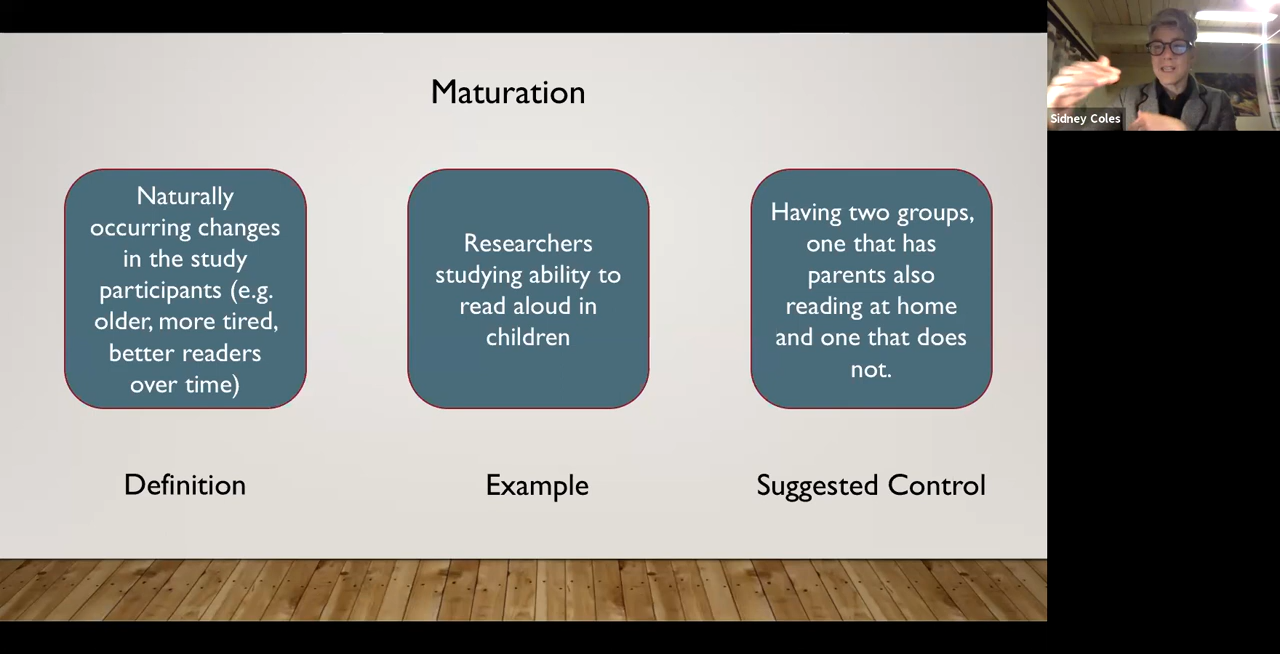 Maturation
Naturally
occurring changes
in the study
participants (e.g.
older, more tired,
better readers
over time)
Researchers
studying ability to
read aloud in
children
Having two groups,
one that has
parents also
reading at home
and one that does
not.
Definition
Example
Suggested Control
Sidney Coles